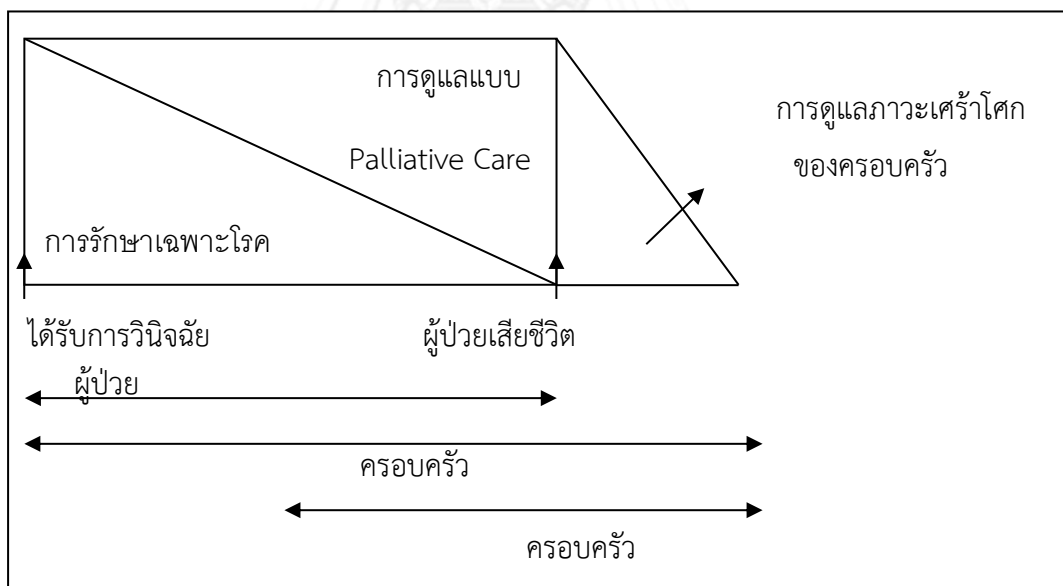 การดูแลแบบ
Palliative Care
การดูแลภาวะเศร้าโศก
ของครอบครัว
การรักษาเฉพาะโรค
ได้รับการวินิจฉัย
ผู้ป่วยเสียชีวิต
ผู้ป่วย
ครอบครัว
ครอบครัว